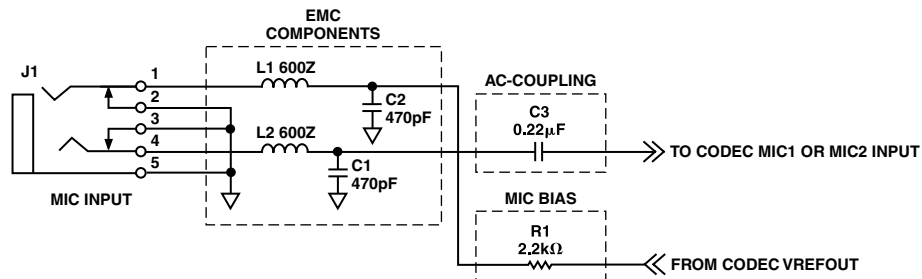 EMC
COMPONENTS
J1
1
L1 600Z
AC-COUPLING
2
C2
470pF
C3
0.22µF
3
L2 600Z
4
TO CODEC MIC1 OR MIC2 INPUT
5
C1
470pF
MIC INPUT
MIC BIAS
R1
2.2kΩ
FROM CODEC VREFOUT